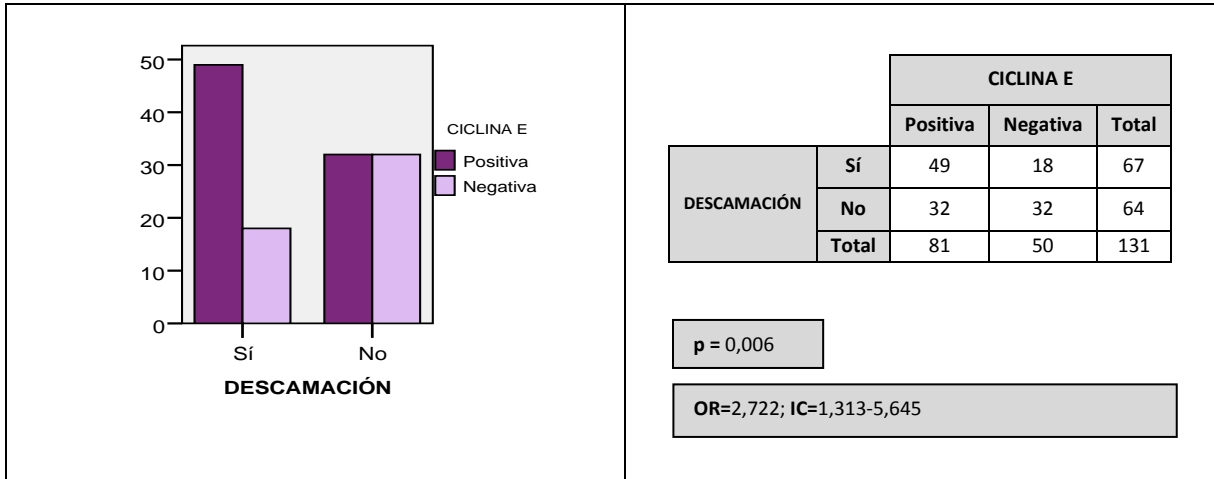 50
40
30
20
10
0
Sí No
DESCAMACIÓN
CICLINA E
Positiva
Negativa
CICLINA E
Positiva Negativa Total
DESCAMACIÓN Sí 49 18 67
No 32 32 64
Total 81 50 131
p = 0,006
OR=2,722; IC=1,313-5,645